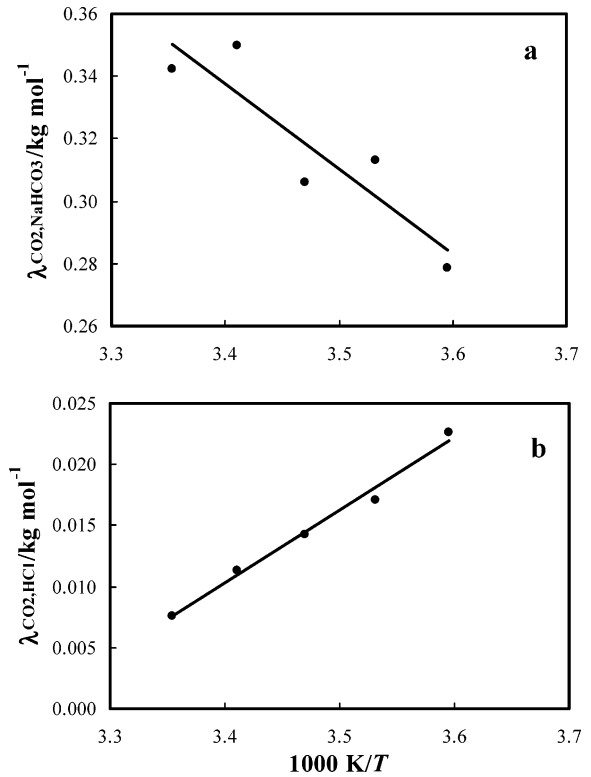 0.36
a
0.34
0.32
0.30
0.28
0.26
λCO2,NaHCO3/kg mol⁻¹
3.3 3.4 3.5 3.6 3.7
0.025
b
0.020
0.015
0.010
0.005
0.000
λCO2,HCl/kg mol⁻¹
3.3 3.4 3.5 3.6 3.7
1000 K/T